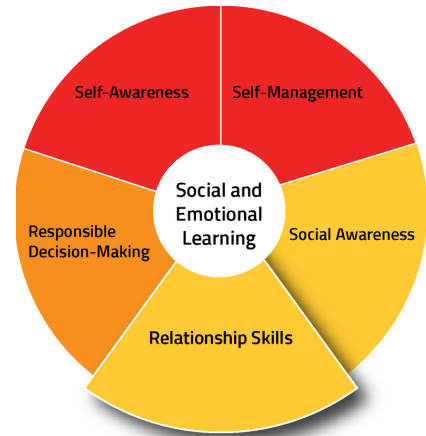 Self-Awareness
Self-Management
Social and
Emotional
Learning
Responsible
Decision-Making
Social Awareness
Relationship Skills